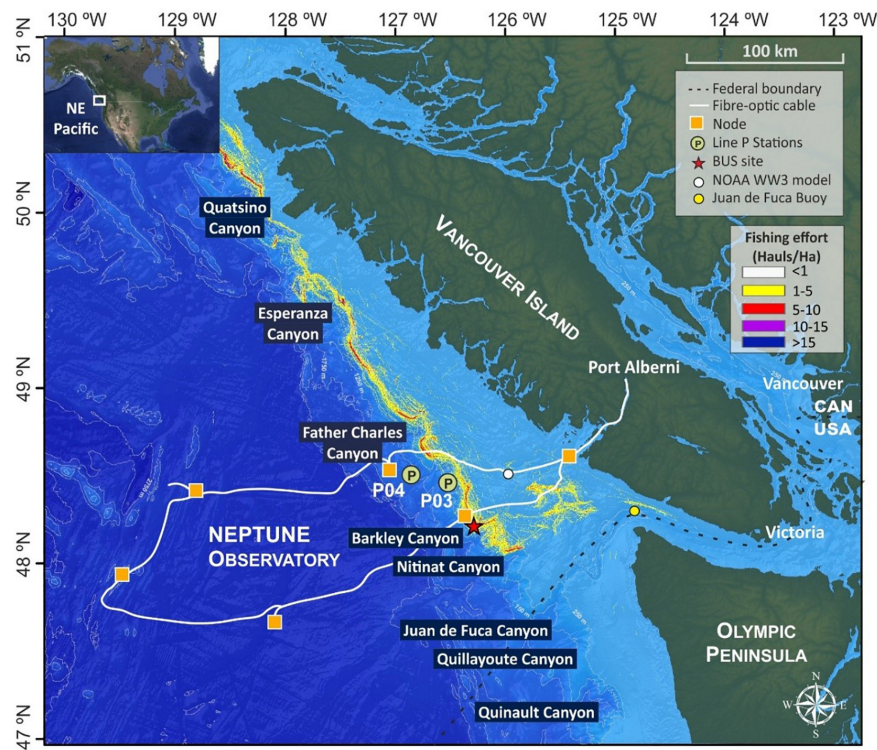 130 °W
129 °W
128 °W
127 °W
126 °W
125 °W
124 °W
123 °W
51 °N
50 °N
49 °N
48 °N
47 °N
NE
Pacific
100 km
Federal boundary
Fibre-optic cable
Node
P
Line P Stations
BUS site
NOAA WW3 model
Juan de Fuca Buoy
Fishing effort
(Hauls/Ha)
<1
1-5
5-10
10-15
>15
Quatsino
Canyon
VANCOUVER ISLAND
Esperanza
Canyon
Port Alberni
Vancouver
CAN
USA
Father Charles
Canyon
P
P
P04
P03
NEPTUNE
OBSERVATORY
Barkley Canyon
Nitinat Canyon
Victoria
Juan de Fuca Canyon
Quillayute Canyon
OLYMPIC
PENINSULA
Quinault Canyon
N
W
E
S